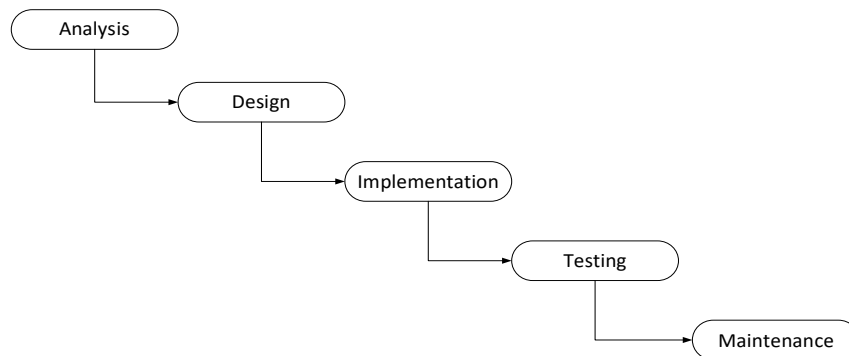 Analysis
Design
Implementation
Testing
Maintenance